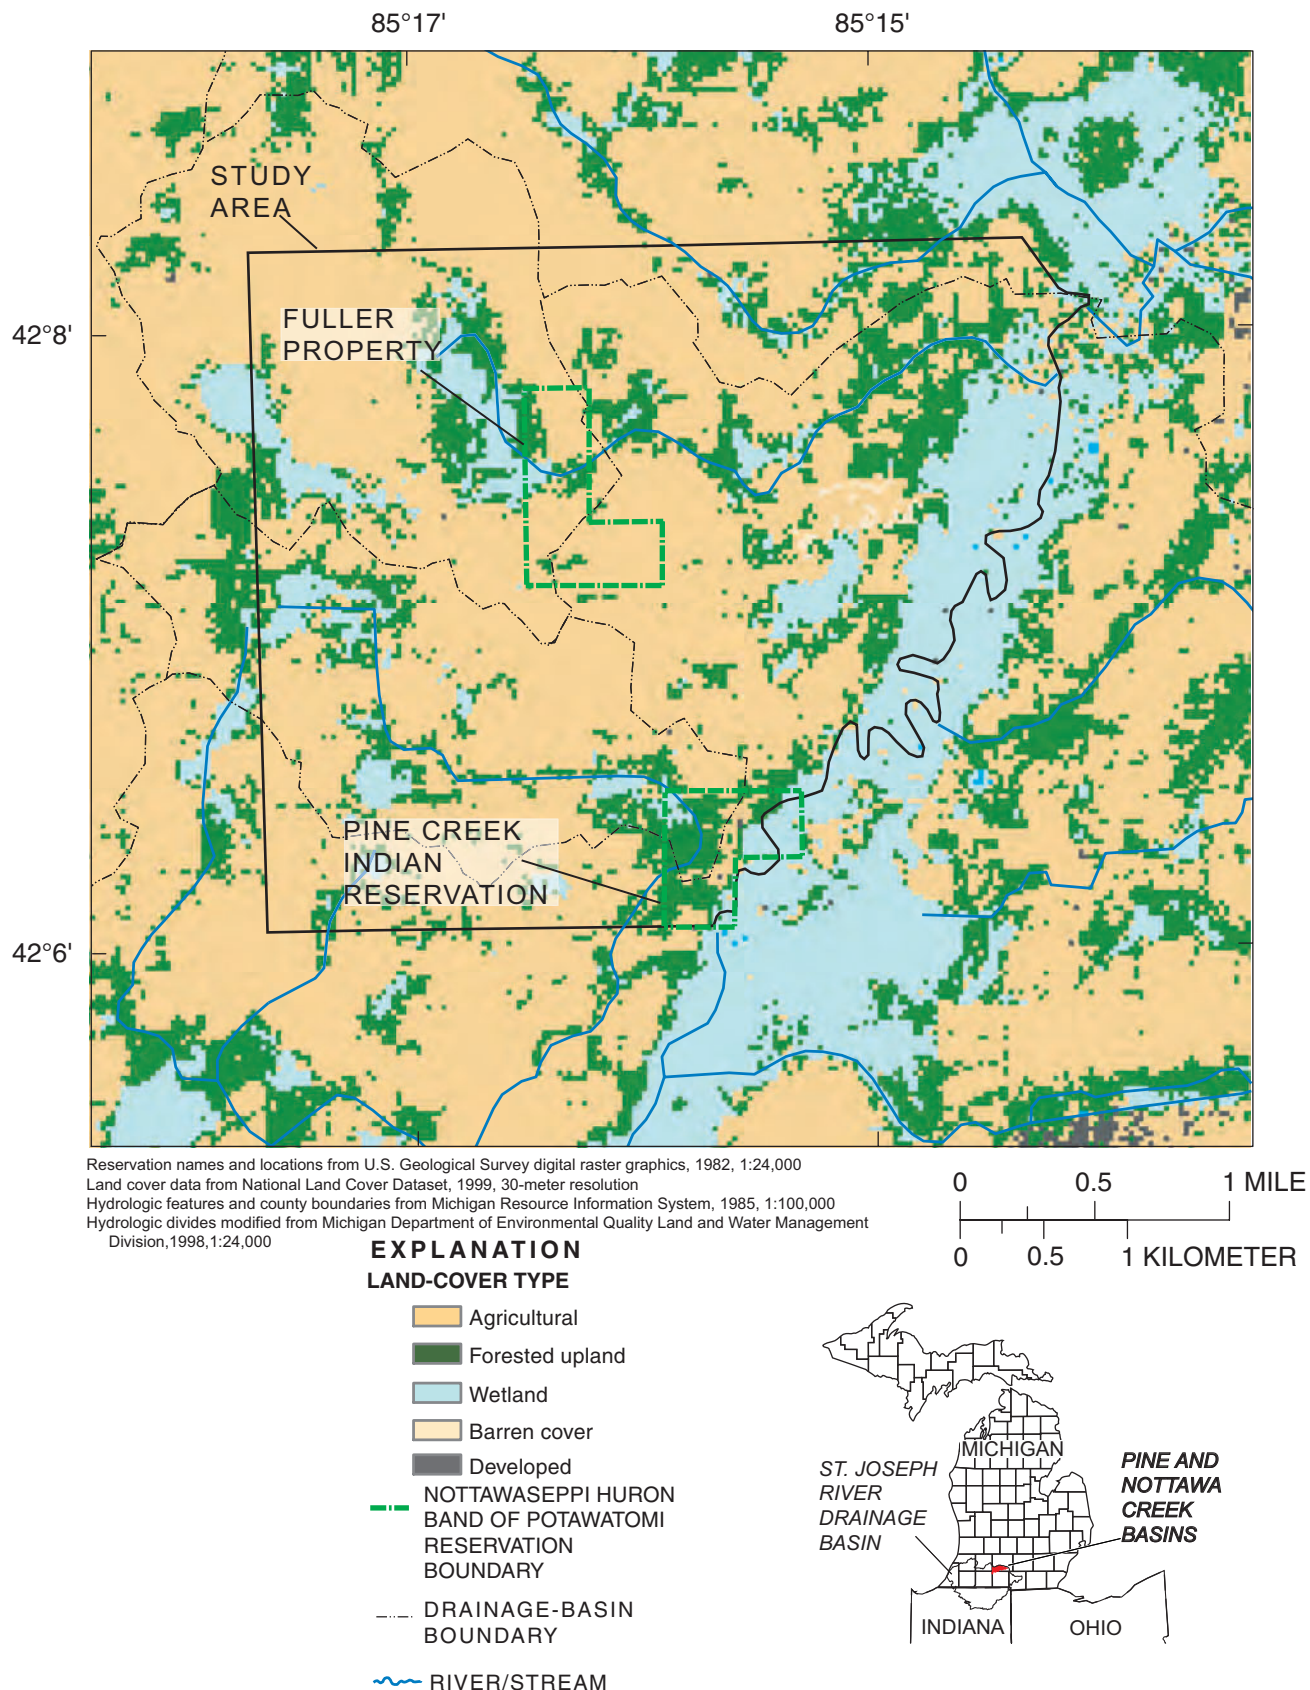 85°17'
85°15'
STUDY
AREA
42°8'
FULLER
PROPERTY
PINE CREEK
INDIAN
RESERVATION
42°6'
Reservation names and locations from U.S. Geological Survey digital raster graphics, 1982, 1:24,000
Land cover data from National Land Cover Dataset, 1999, 30-meter resolution
Hydrologic features and county boundaries from Michigan Resource Information System, 1985, 1:100,000
Hydrologic divides modified from Michigan Department of Environmental Quality Land and Water Management
Division,1998,1:24,000
0 0.5 1 MILE
0 0.5 1 KILOMETER
EXPLANATION
LAND-COVER TYPE
Agricultural
Forested upland
Wetland
Barren cover
Developed
NOTTAWASEPPI HURON
BAND OF POTAWATOMI
RESERVATION
BOUNDARY
DRAINAGE-BASIN
BOUNDARY
RIVER/STREAM
MICHIGAN
ST. JOSEPH
RIVER
DRAINAGE
BASIN
PINE AND
NOTTAWA
CREEK
BASINS
INDIANA
OHIO